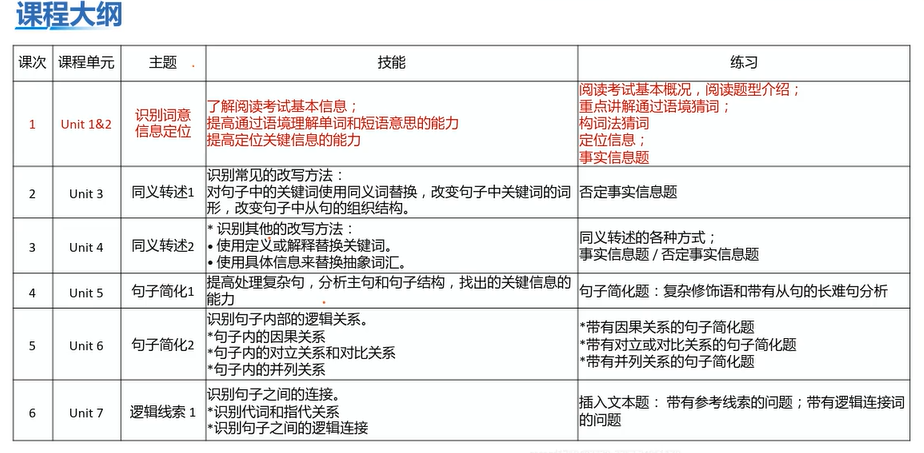 课程大纲
课次 课程单元 主题 技能 练习
1 Unit 1&2 识别词意
信息定位
了解阅读考试基本信息；
提高通过语境理解单词和短语意思的能力
提高定位关键信息的能力
阅读考试基本概况，阅读题型介绍；
重点讲解通过语境猜词；
构词法猜词
定位信息；
事实信息题
2 Unit 3 同义转述1
识别常见的改写方法：
对句子中的关键词使用同义词替换，改变句子中关键词的词
形，改变句子中从句的组织结构。
否定事实信息题
3 Unit 4 同义转述2
* 识别其他的改写方法：
• 使用定义或解释替换关键词。
• 使用具体信息来替换抽象词汇。
同义转述的各种方式；
事实信息题 / 否定事实信息题
4 Unit 5 句子简化1
提高处理复杂句，分析主句和句子结构，找出的关键信息的
能力
句子简化题：复杂修饰语和带有从句的长难句分析
5 Unit 6 句子简化2
识别句子内部的逻辑关系。
*句子内的因果关系
*句子内的对立关系和对比关系
*句子内的并列关系
*带有因果关系的句子简化题
*带有对立或对比关系的句子简化题
*带有并列关系的句子简化题
6 Unit 7 逻辑线索 1
识别句子之间的连接。
*识别代词和指代关系
*识别句子之间的逻辑连接
插入文本题： 带有参考线索的问题；带有逻辑连接词
的问题